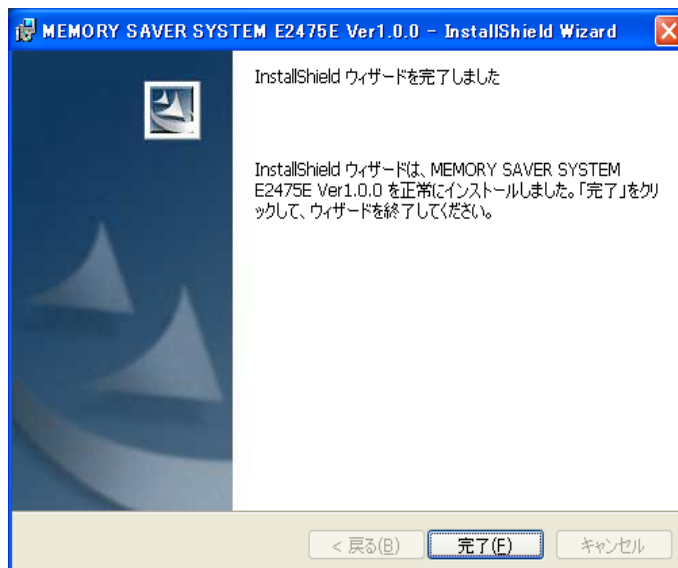 MEMORY SAVER SYSTEM E2475E Ver1.0.0 - InstallShield Wizard
InstallShield ウィザードを完了しました
InstallShield ウィザードは、MEMORY SAVER SYSTEM
E2475E Ver1.0.0 を正常にインストールしました。「完了」をクリ
ックして、ウィザードを終了してください。
< 戻る(B)
完了(F)
キャンセル